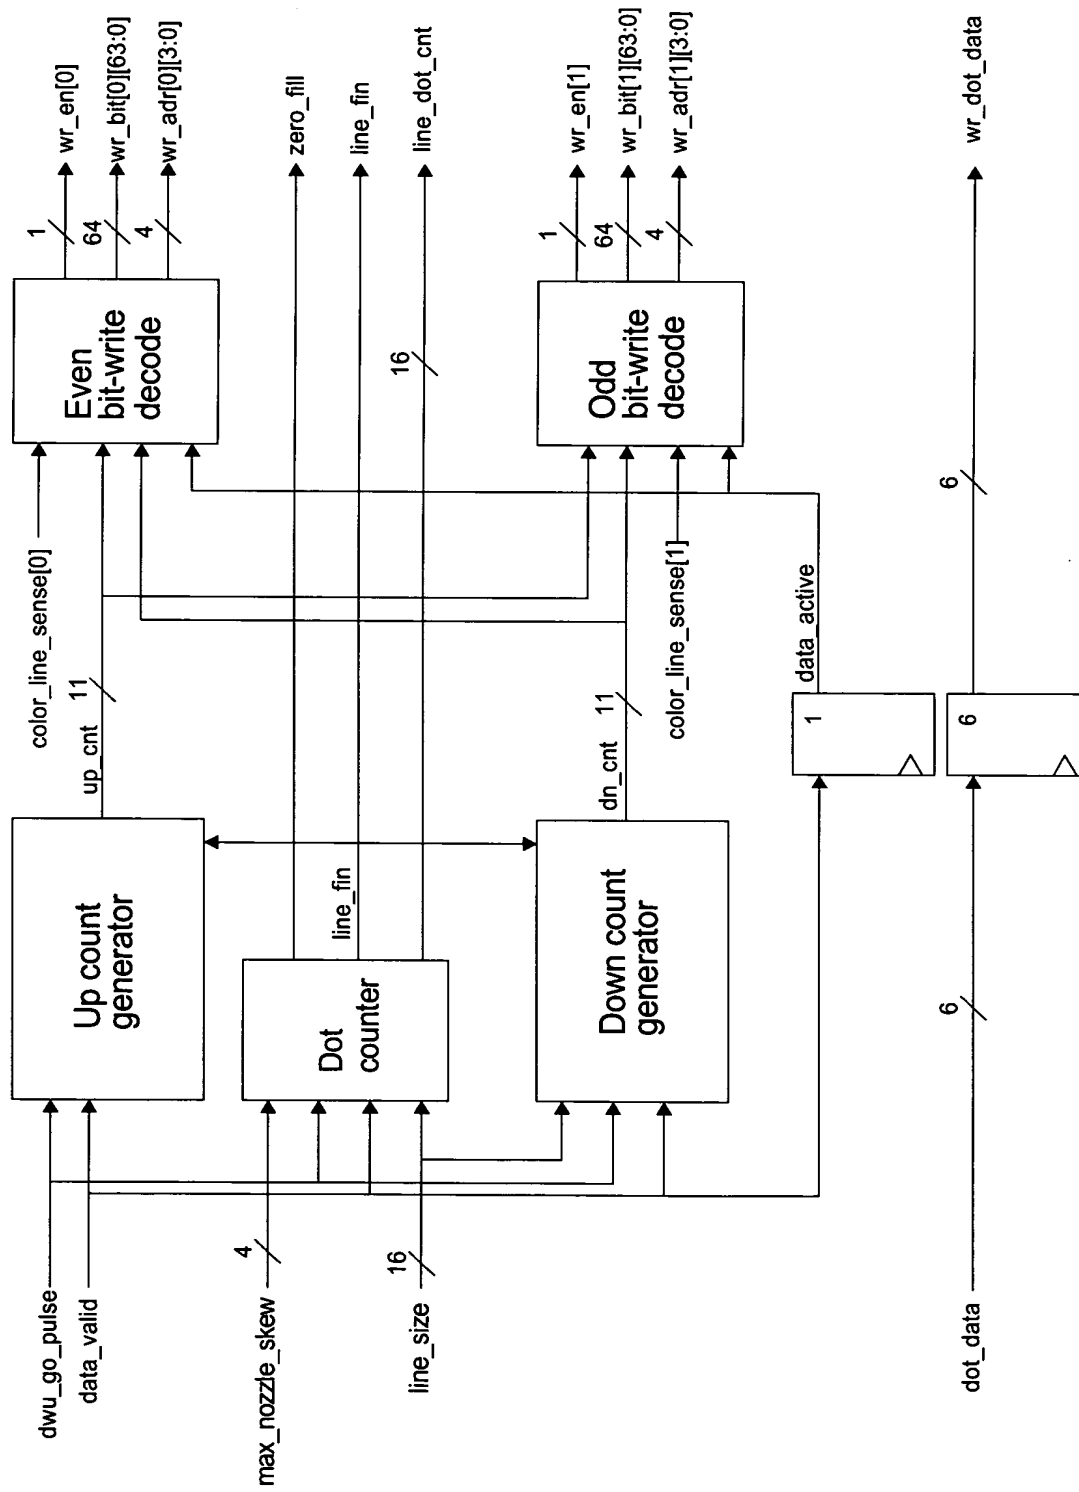 dwu_go_pulse
data_valid
max_nozzle_skew
4
line_size
16
dot_data
6
Up count
generator
Dot
counter
Down count
generator
up_cnt
11
line_fin
dn_cnt
11
1
6
data_active
color_line_sense[0]
color_line_sense[1]
Even
bit-write
decode
Odd
bit-write
decode
16
6
1
64
4
1
64
4
wr_en[0]
wr_bit[0][63:0]
wr_adr[0][3:0]
zero_fill
line_fin
line_dot_cnt
wr_en[1]
wr_bit[1][63:0]
wr_adr[1][3:0]
wr_dot_data